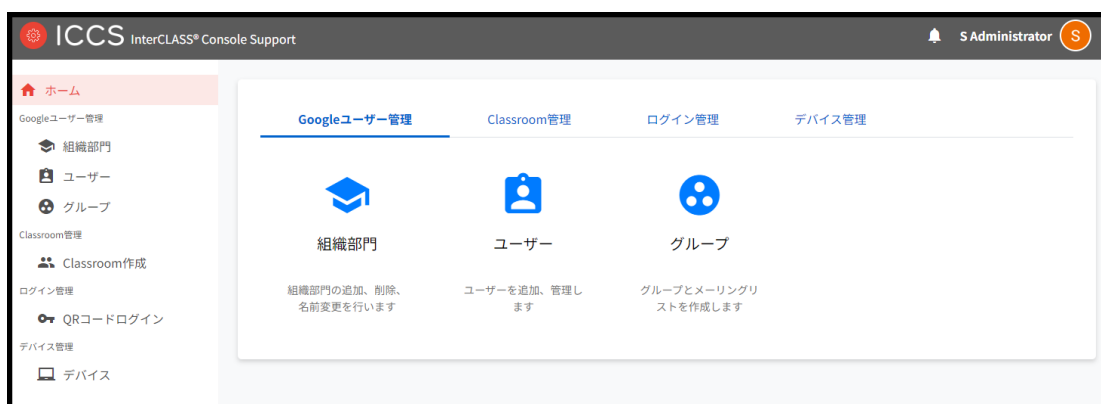 ICCS InterCLASS® Console Support
S Administrator
S
ホーム
Googleユーザー管理
組織部門
ユーザー
グループ
Classroom管理
Classroom作成
ログイン管理
QRコードログイン
デバイス管理
デバイス
Googleユーザー管理
Classroom管理
ログイン管理
デバイス管理
組織部門
組織部門の追加、削除、
名前変更を行います
ユーザー
ユーザーを追加、管理し
ます
グループ
グループとメーリングリ
ストを作成します